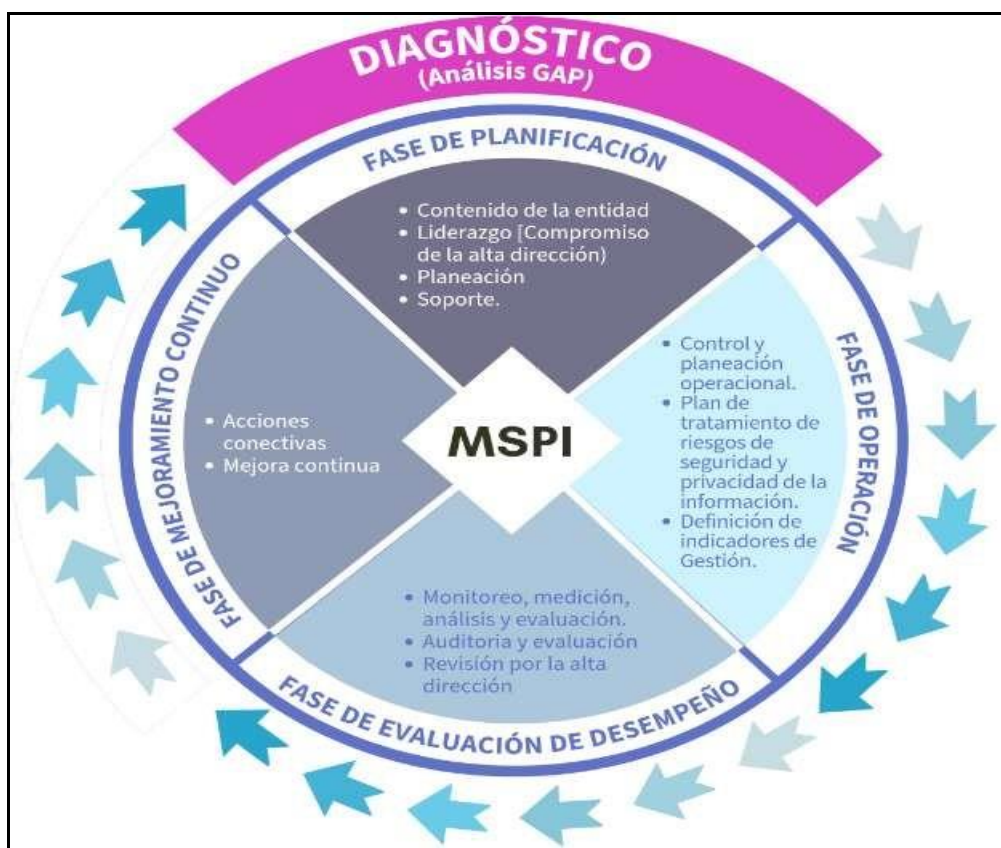 DIAGNÓSTICO
(Análisis GAP)
FASE DE PLANIFICACIÓN
• Contenido de la entidad
• Liderazgo [Compromiso
de la alta dirección)
• Planeación
• Soporte.
FASE DE OPERACIÓN
• Control y
planeación
operacional.
• Plan de
tratamiento de
riesgos de
seguridad y
privacidad de la
información.
• Definición de
indicadores de
Gestión.
MSPI
FASE DE MEJORAMIENTO CONTINUO
• Acciones
conectivas
• Mejora continua
• Monitoreo, medición,
análisis y evaluación.
• Auditoria y evaluación
• Revisión por la alta
dirección
FASE DE EVALUACIÓN DE DESEMPEÑO